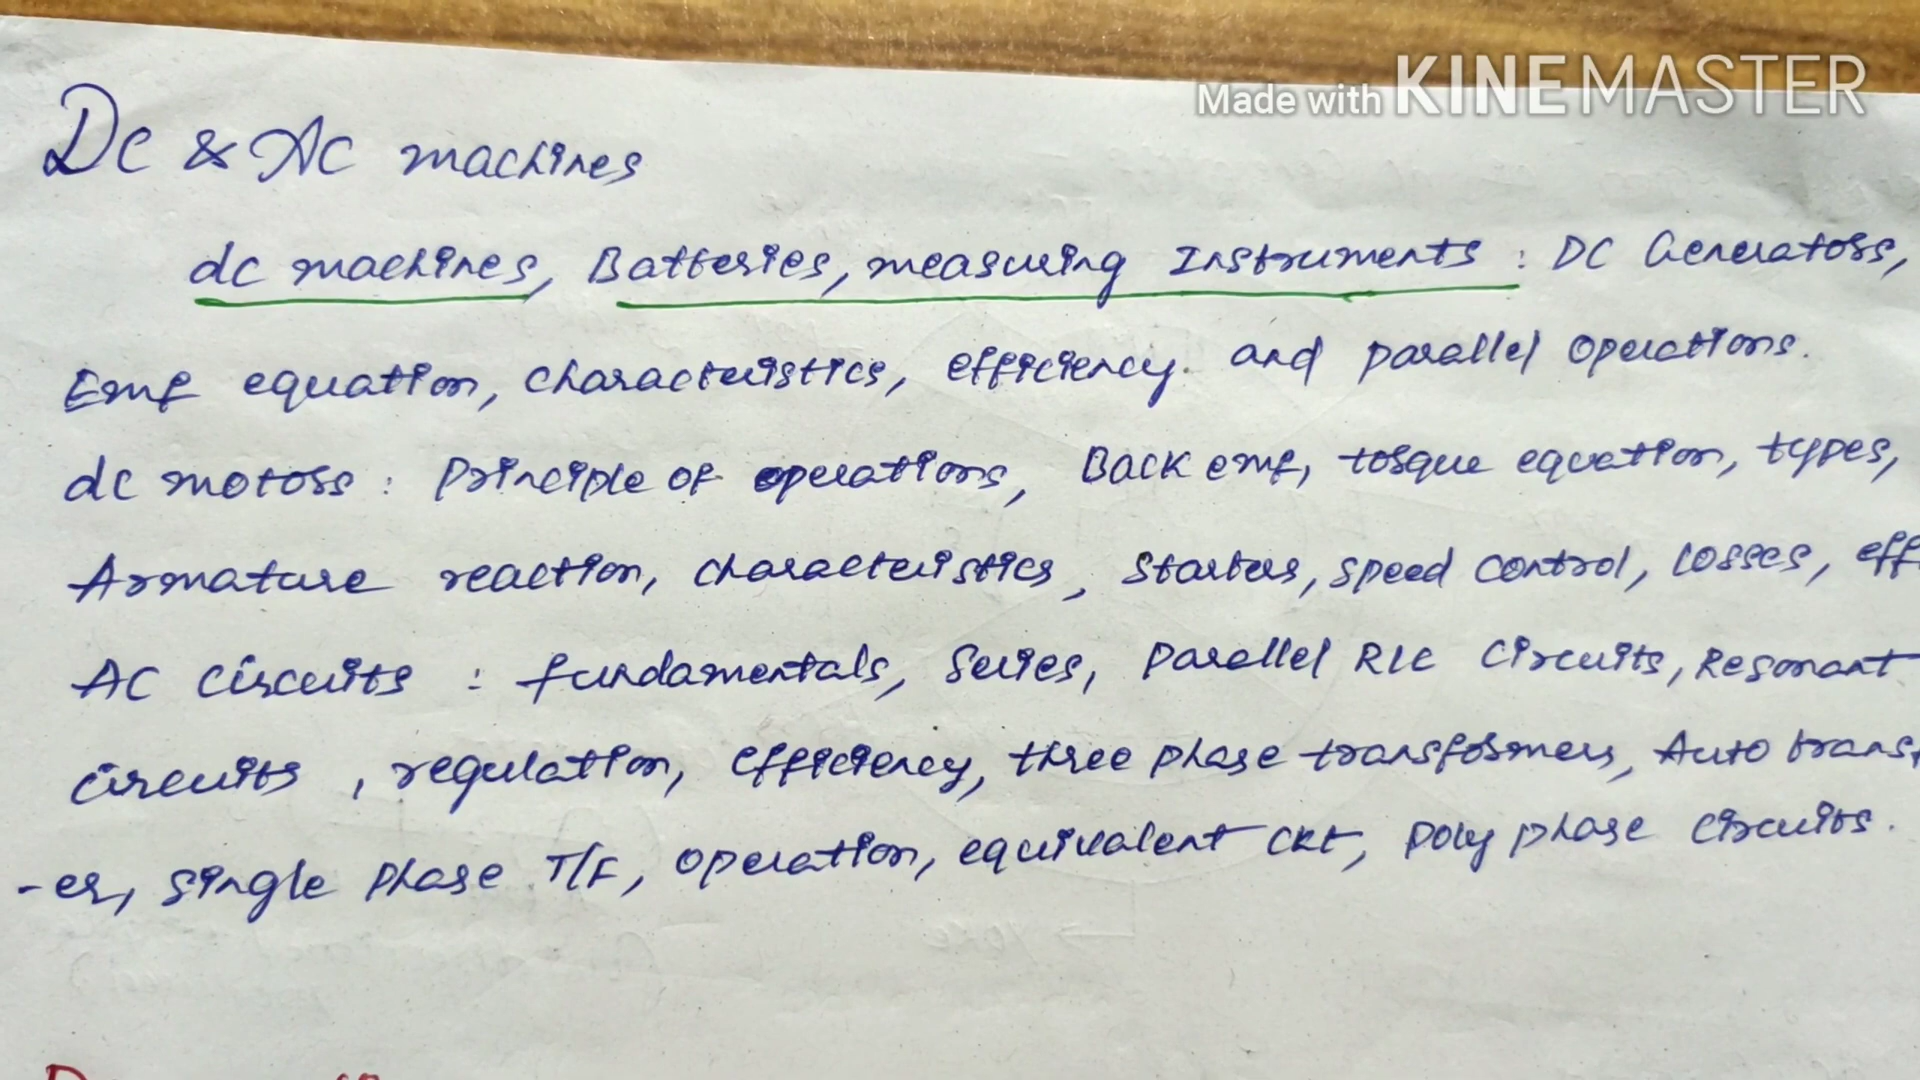 Made with KINEMASTER
DC & AC machines
dc machines, Batteries, measuring Instruments : DC Generators,
Emf equation, characteristics, efficiency and parallel operations.
dc motors : Principle of operations, Back emf, torque equation, types,
Armature reaction, characteristics, starters, speed control, losses, eff
AC circuits : fundamentals, Series, Parallel RLC Circuits, Resonant
circuits, regulation, efficiency, three phase transformers, Auto transf
-er, single phase T/F, operation, equivalent CKT, Poly phase circuits.